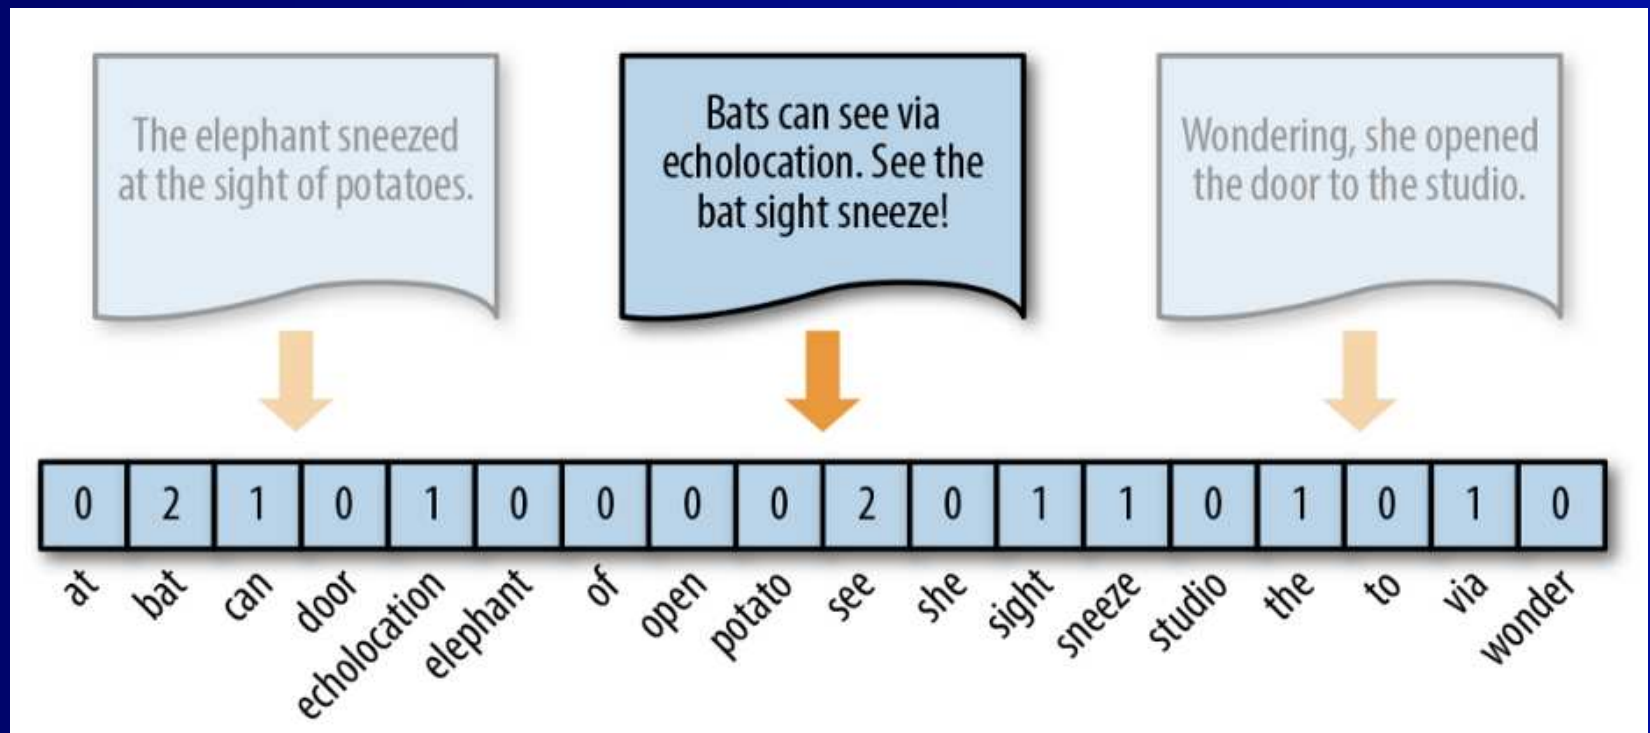 The elephant sneezed
at the sight of potatoes.
Bats can see via
echolocation. See the
bat sight sneeze!
Wondering, she opened
the door to the studio.
0 2 1 0 1 0 0 0 0 2 0 1 1 0 1 0 1 0
at bat can door echolocation elephant of open potato see she sight sneeze studio the to via wonder